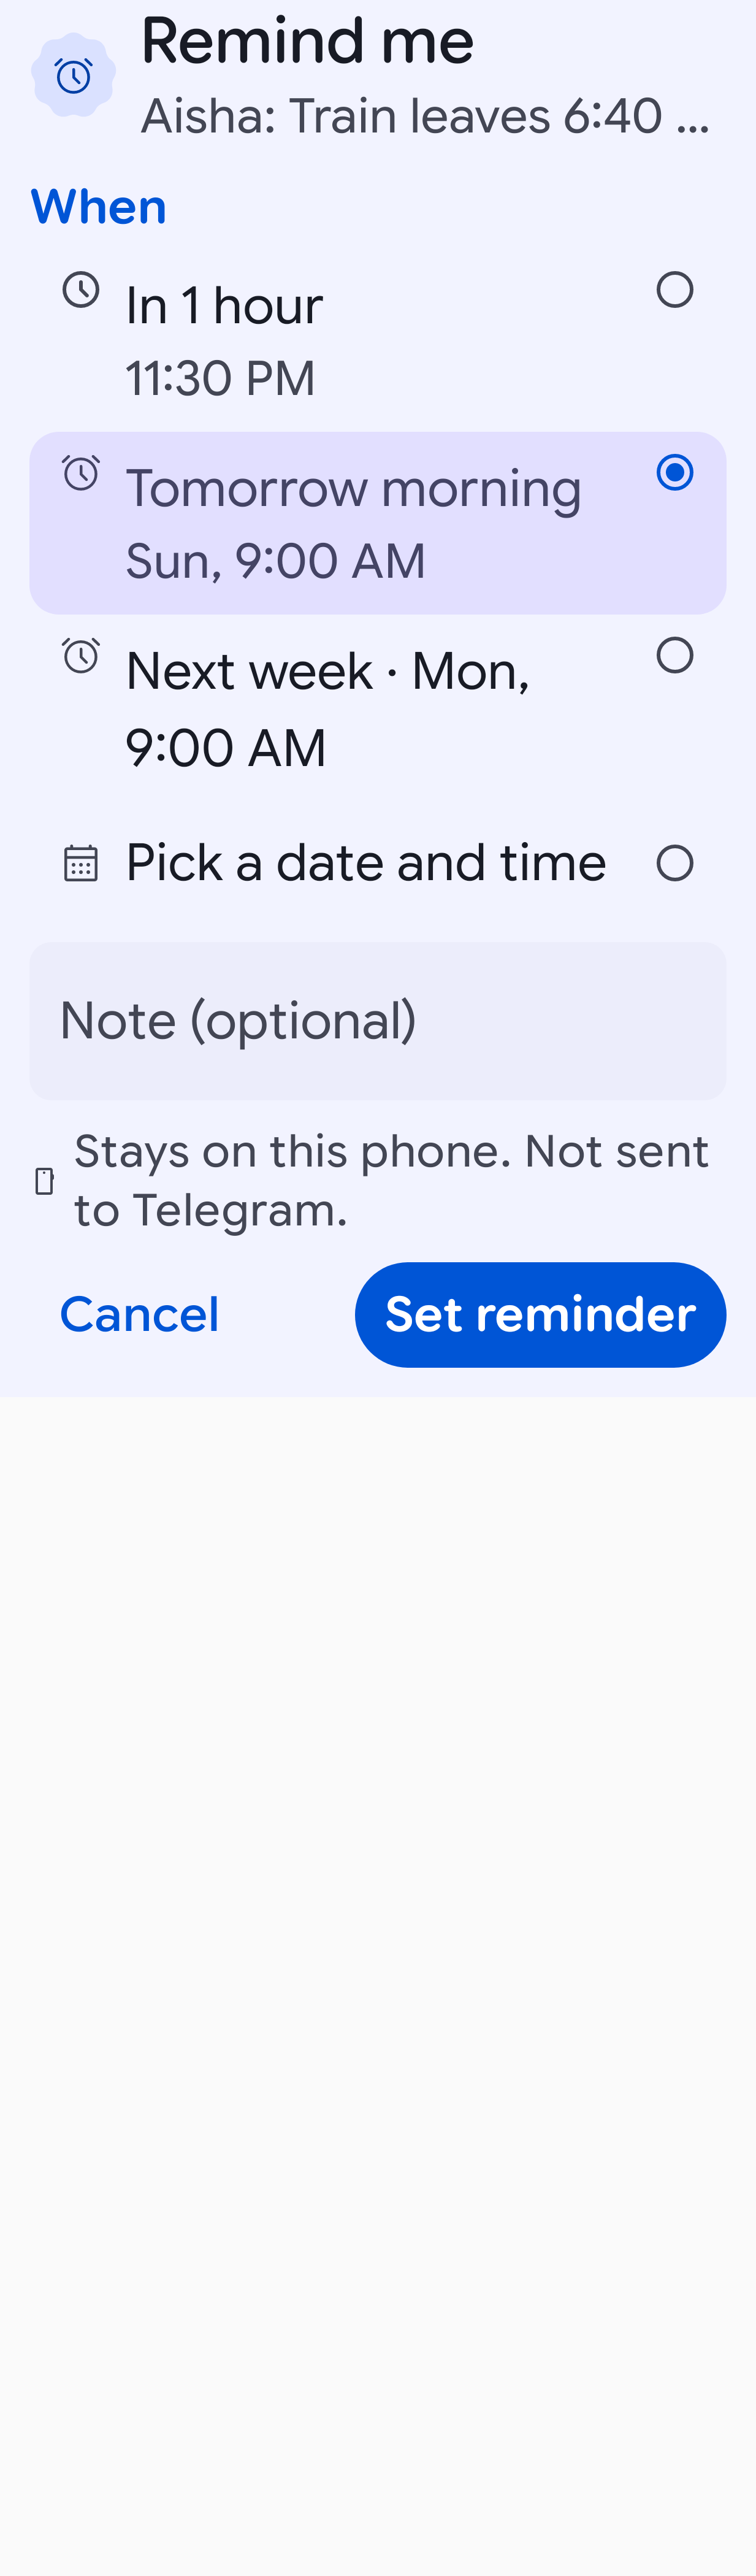 Remind me
Aisha: Train leaves 6:40 ...
When
In 1 hour
11:30 PM
Tomorrow morning
Sun, 9:00 AM
Next week · Mon,
9:00 AM
Pick a date and time
Note (optional)
Stays on this phone. Not sent
to Telegram.
Cancel
Set reminder